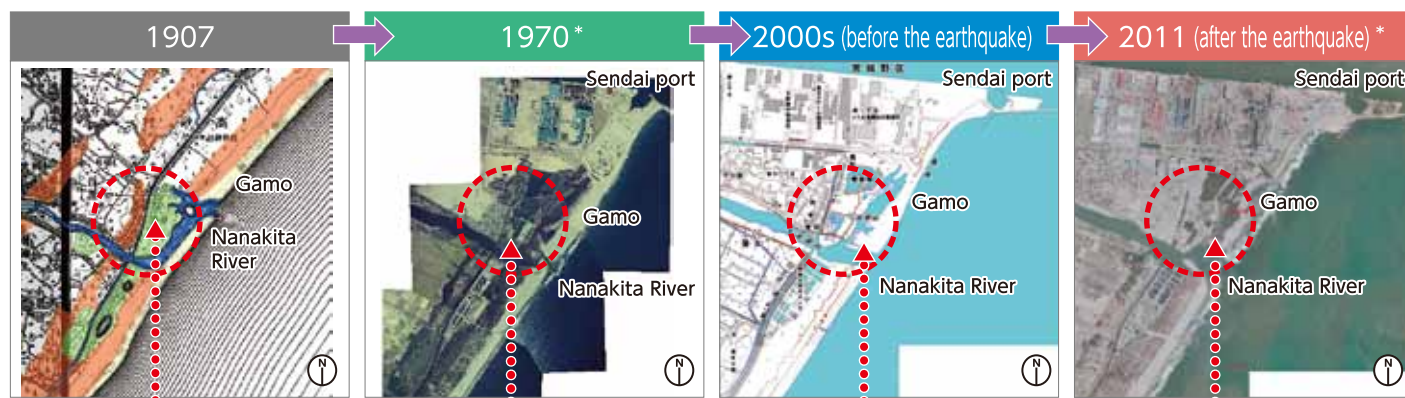 1907
1970 *
2000s (before the earthquake)
2011 (after the earthquake) *
Gamo
Nanakita
River
N
Sendai port
Gamo
Nanakita River
N
Sendai port
Gamo
Nanakita River
N
Sendai port
Gamo
Nanakita River
N